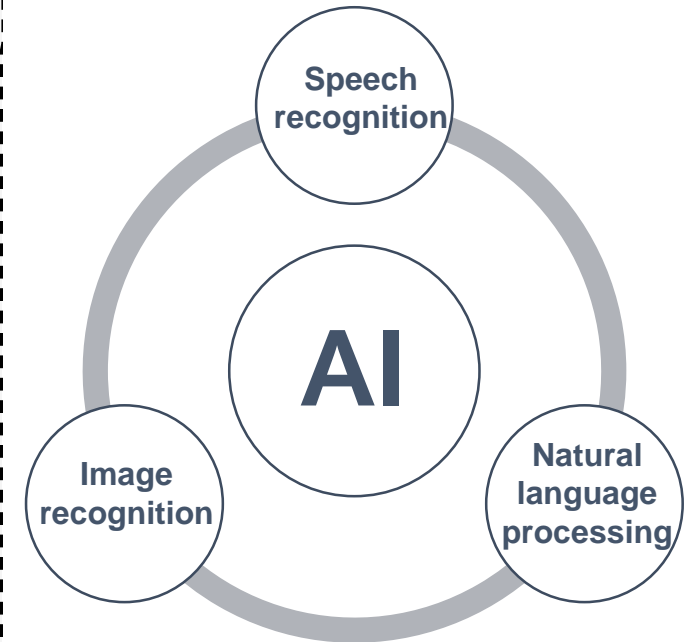 Speech
recognition
AI
Image
recognition
Natural
language
processing